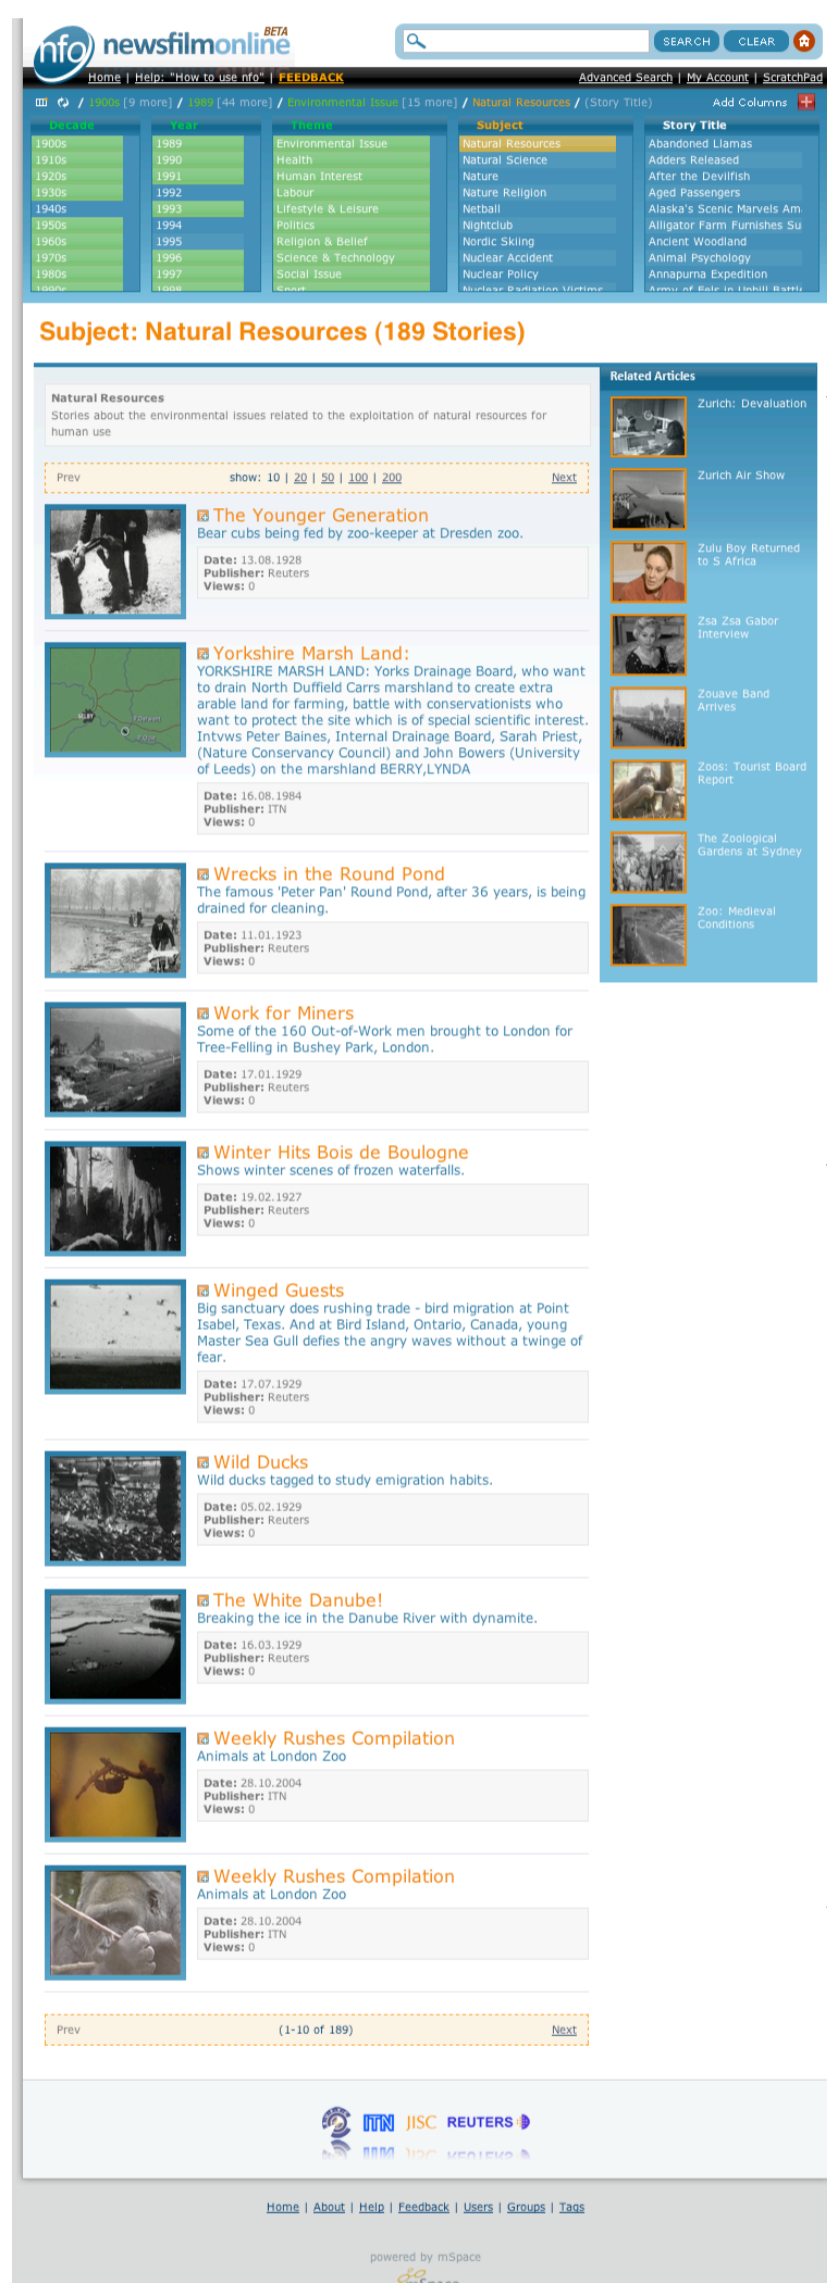 nfo newsfilmonline BETA
SEARCH CLEAR
Home | Help: "How to use nfo" | FEEDBACK
Advanced Search | My Account | ScratchPad
/ 1900s [9 more] / 1989 [44 more] / Environmental Issue [15 more] / Natural Resources / (Story Title)
Add Columns
Decade
1900s
1910s
1920s
1930s
1940s
1950s
1960s
1970s
1980s
1990s
Year
1989
1990
1991
1992
1993
1994
1995
1996
1997
1998
Theme
Environmental Issue
Health
Human Interest
Labour
Lifestyle & Leisure
Politics
Religion & Belief
Science & Technology
Social Issue
Sport
Subject
Natural Resources
Natural Science
Nature
Nature Religion
Netball
Nightclub
Nordic Skiing
Nuclear Accident
Nuclear Policy
Nuclear Radiation Victims
Story Title
Abandoned Llamas
Adders Released
After the Devilfish
Aged Passengers
Alaska's Scenic Marvels Am
Alligator Farm Furnishes Su
Ancient Woodland
Animal Psychology
Annapurna Expedition
Army of Eels in Uphill Battle
Subject: Natural Resources (189 Stories)
Natural Resources
Stories about the environmental issues related to the exploitation of natural resources for
human use
Prev show: 10 | 20 | 50 | 100 | 200 Next
The Younger Generation
Bear cubs being fed by zoo-keeper at Dresden zoo.
Date: 13.08.1928
Publisher: Reuters
Views: 0
Yorkshire Marsh Land:
YORKSHIRE MARSH LAND: Yorks Drainage Board, who want
to drain North Duffield Carrs marshland to create extra
arable land for farming, battle with conservationists who
want to protect the site which is of special scientific interest.
Intvws Peter Baines, Internal Drainage Board, Sarah Priest,
(Nature Conservancy Council) and John Bowers (University
of Leeds) on the marshland BERRY,LYNDA
Date: 16.08.1984
Publisher: ITN
Views: 0
Wrecks in the Round Pond
The famous 'Peter Pan' Round Pond, after 36 years, is being
drained for cleaning.
Date: 11.01.1923
Publisher: Reuters
Views: 0
Work for Miners
Some of the 160 Out-of-Work men brought to London for
Tree-Felling in Bushey Park, London.
Date: 17.01.1929
Publisher: Reuters
Views: 0
Winter Hits Bois de Boulogne
Shows winter scenes of frozen waterfalls.
Date: 19.02.1927
Publisher: Reuters
Views: 0
Winged Guests
Big sanctuary does rushing trade - bird migration at Point
Isabel, Texas. And at Bird Island, Ontario, Canada, young
Master Sea Gull defies the angry waves without a twinge of
fear.
Date: 17.07.1929
Publisher: Reuters
Views: 0
Wild Ducks
Wild ducks tagged to study emigration habits.
Date: 05.02.1929
Publisher: Reuters
Views: 0
The White Danube!
Breaking the ice in the Danube River with dynamite.
Date: 16.03.1929
Publisher: Reuters
Views: 0
Weekly Rushes Compilation
Animals at London Zoo
Date: 28.10.2004
Publisher: ITN
Views: 0
Weekly Rushes Compilation
Animals at London Zoo
Date: 28.10.2004
Publisher: ITN
Views: 0
Prev (1-10 of 189) Next
Related Articles
Zurich: Devaluation
Zurich Air Show
Zulu Boy Returned
to S Africa
Zsa Zsa Gabor
Interview
Zouave Band
Arrives
Zoos: Tourist Board
Report
The Zoological
Gardens at Sydney
Zoo: Medieval
Conditions
ITN JISC REUTERS
Home | About | Help | Feedback | Users | Groups | Tags
powered by mSpace
mSpace